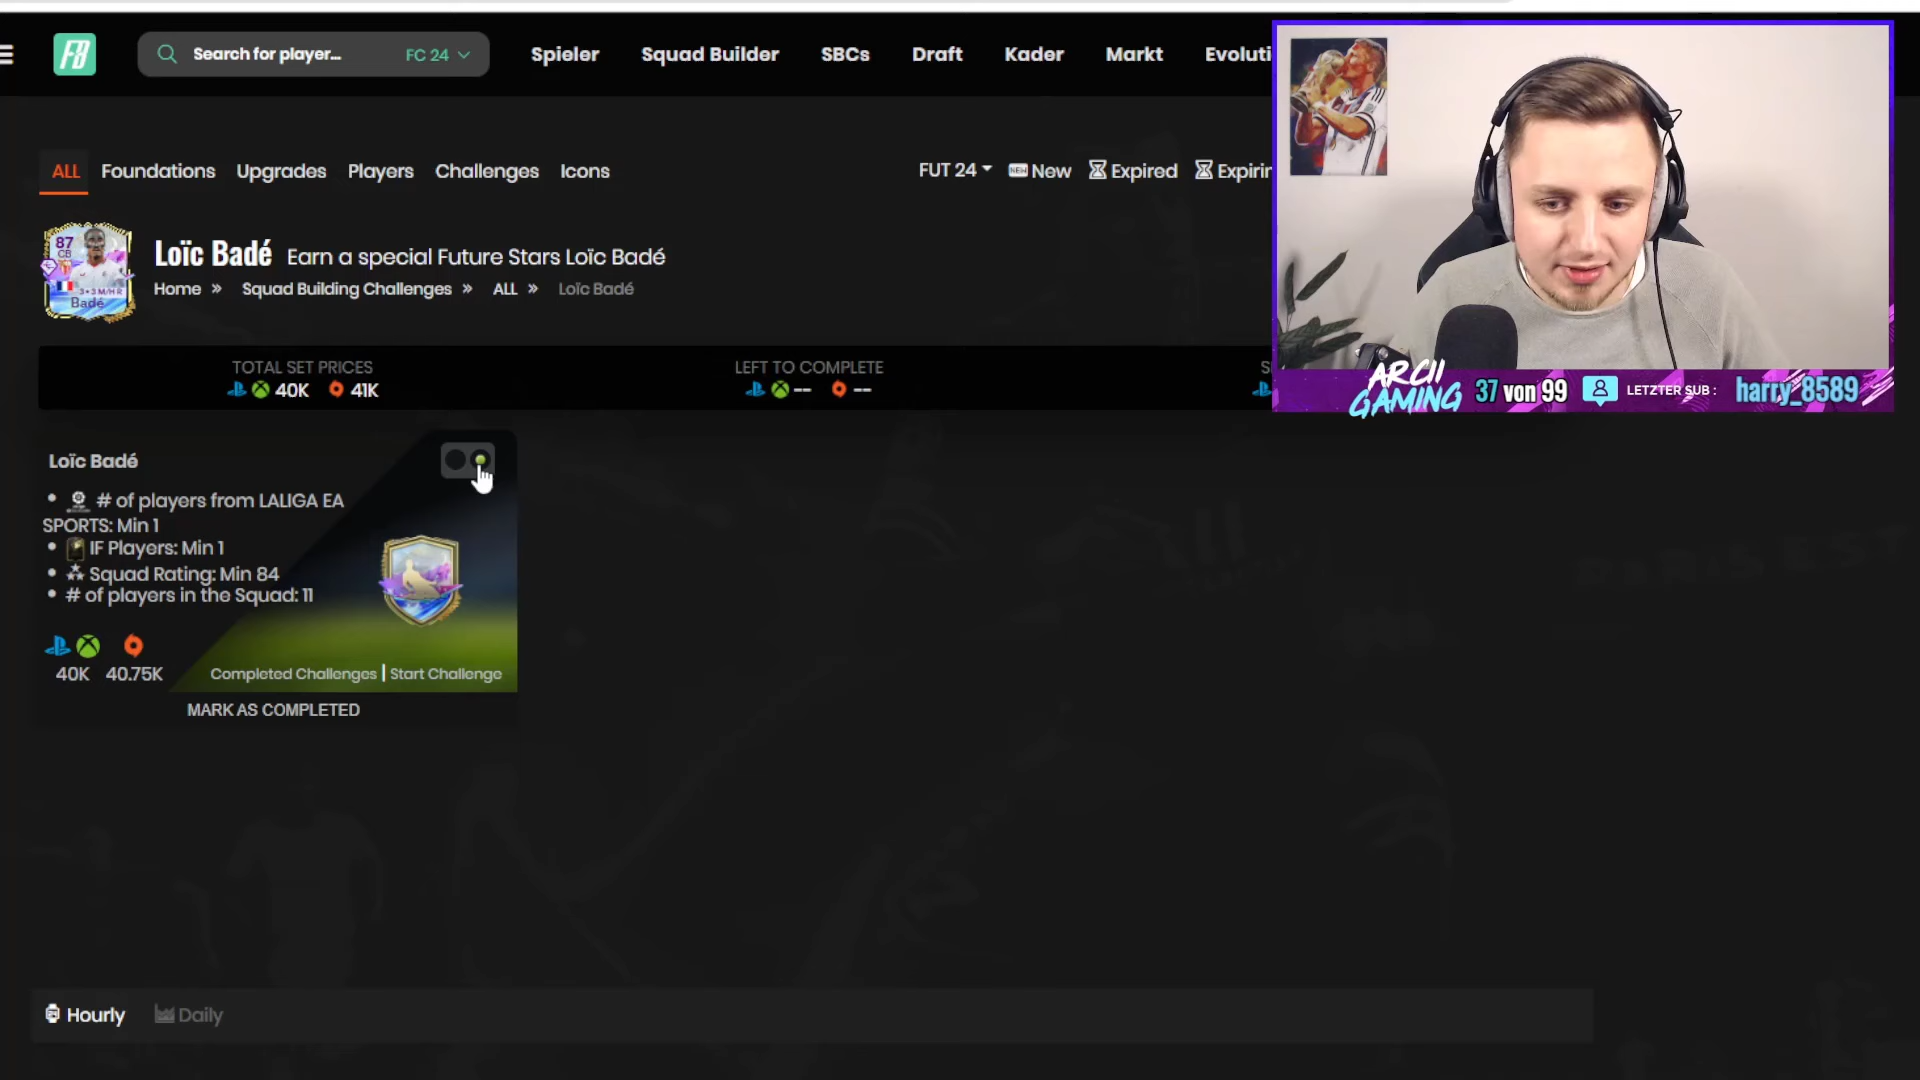 FB
Search for player...
FC 24
Spieler
Squad Builder
SBCs
Draft
Kader
Markt
Evoluti
ALL
Foundations
Upgrades
Players
Challenges
Icons
FUT 24
NEW New
Expired
Expirin
87
CB
3★3 M/H R
Badé
Loïc Badé Earn a special Future Stars Loïc Badé
Home » Squad Building Challenges » ALL » Loïc Badé
TOTAL SET PRICES
40K 41K
LEFT TO COMPLETE
-- --
S
ARCII
GAMING
37 von 99
LETZTER SUB :
harry_8589
Loïc Badé
• # of players from LALIGA EA
SPORTS: Min 1
• IF Players: Min 1
• Squad Rating: Min 84
• # of players in the Squad: 11
40K 40.75K
Completed Challenges | Start Challenge
MARK AS COMPLETED
Hourly
Daily